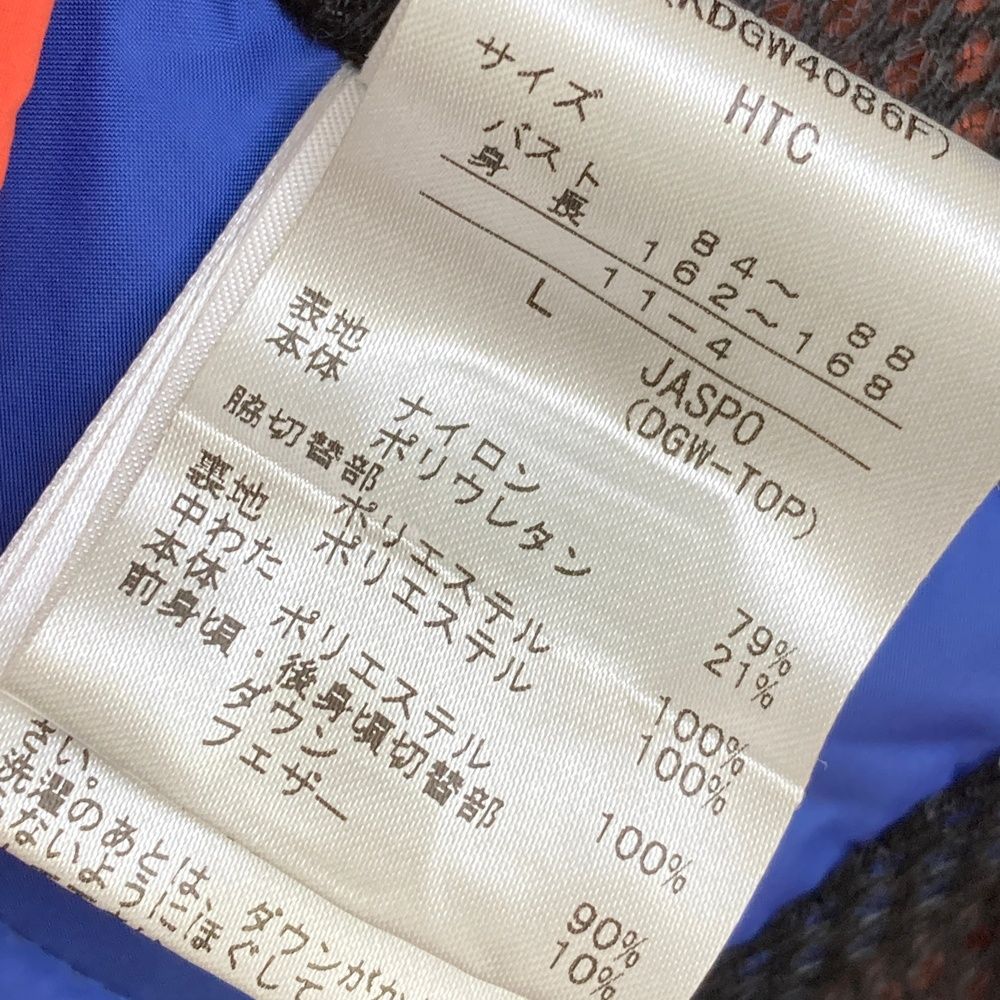 KDGW4086F)
HTC
サイズ
バスト 84～88
身長 162～168
11-4
L JASPO
(DGW-TOP)
表地
本体
ナイロン 79%
ポリウレタン 21%
脇切替部
ポリエステル 100%
裏地 ポリエステル 100%
中わた
本体 ポリエステル 100%
前身頃・後身頃切替部
ダウン 90%
フェザー 10%
さい。
洗濯のあとは、ダウンがか
ないようにほぐして